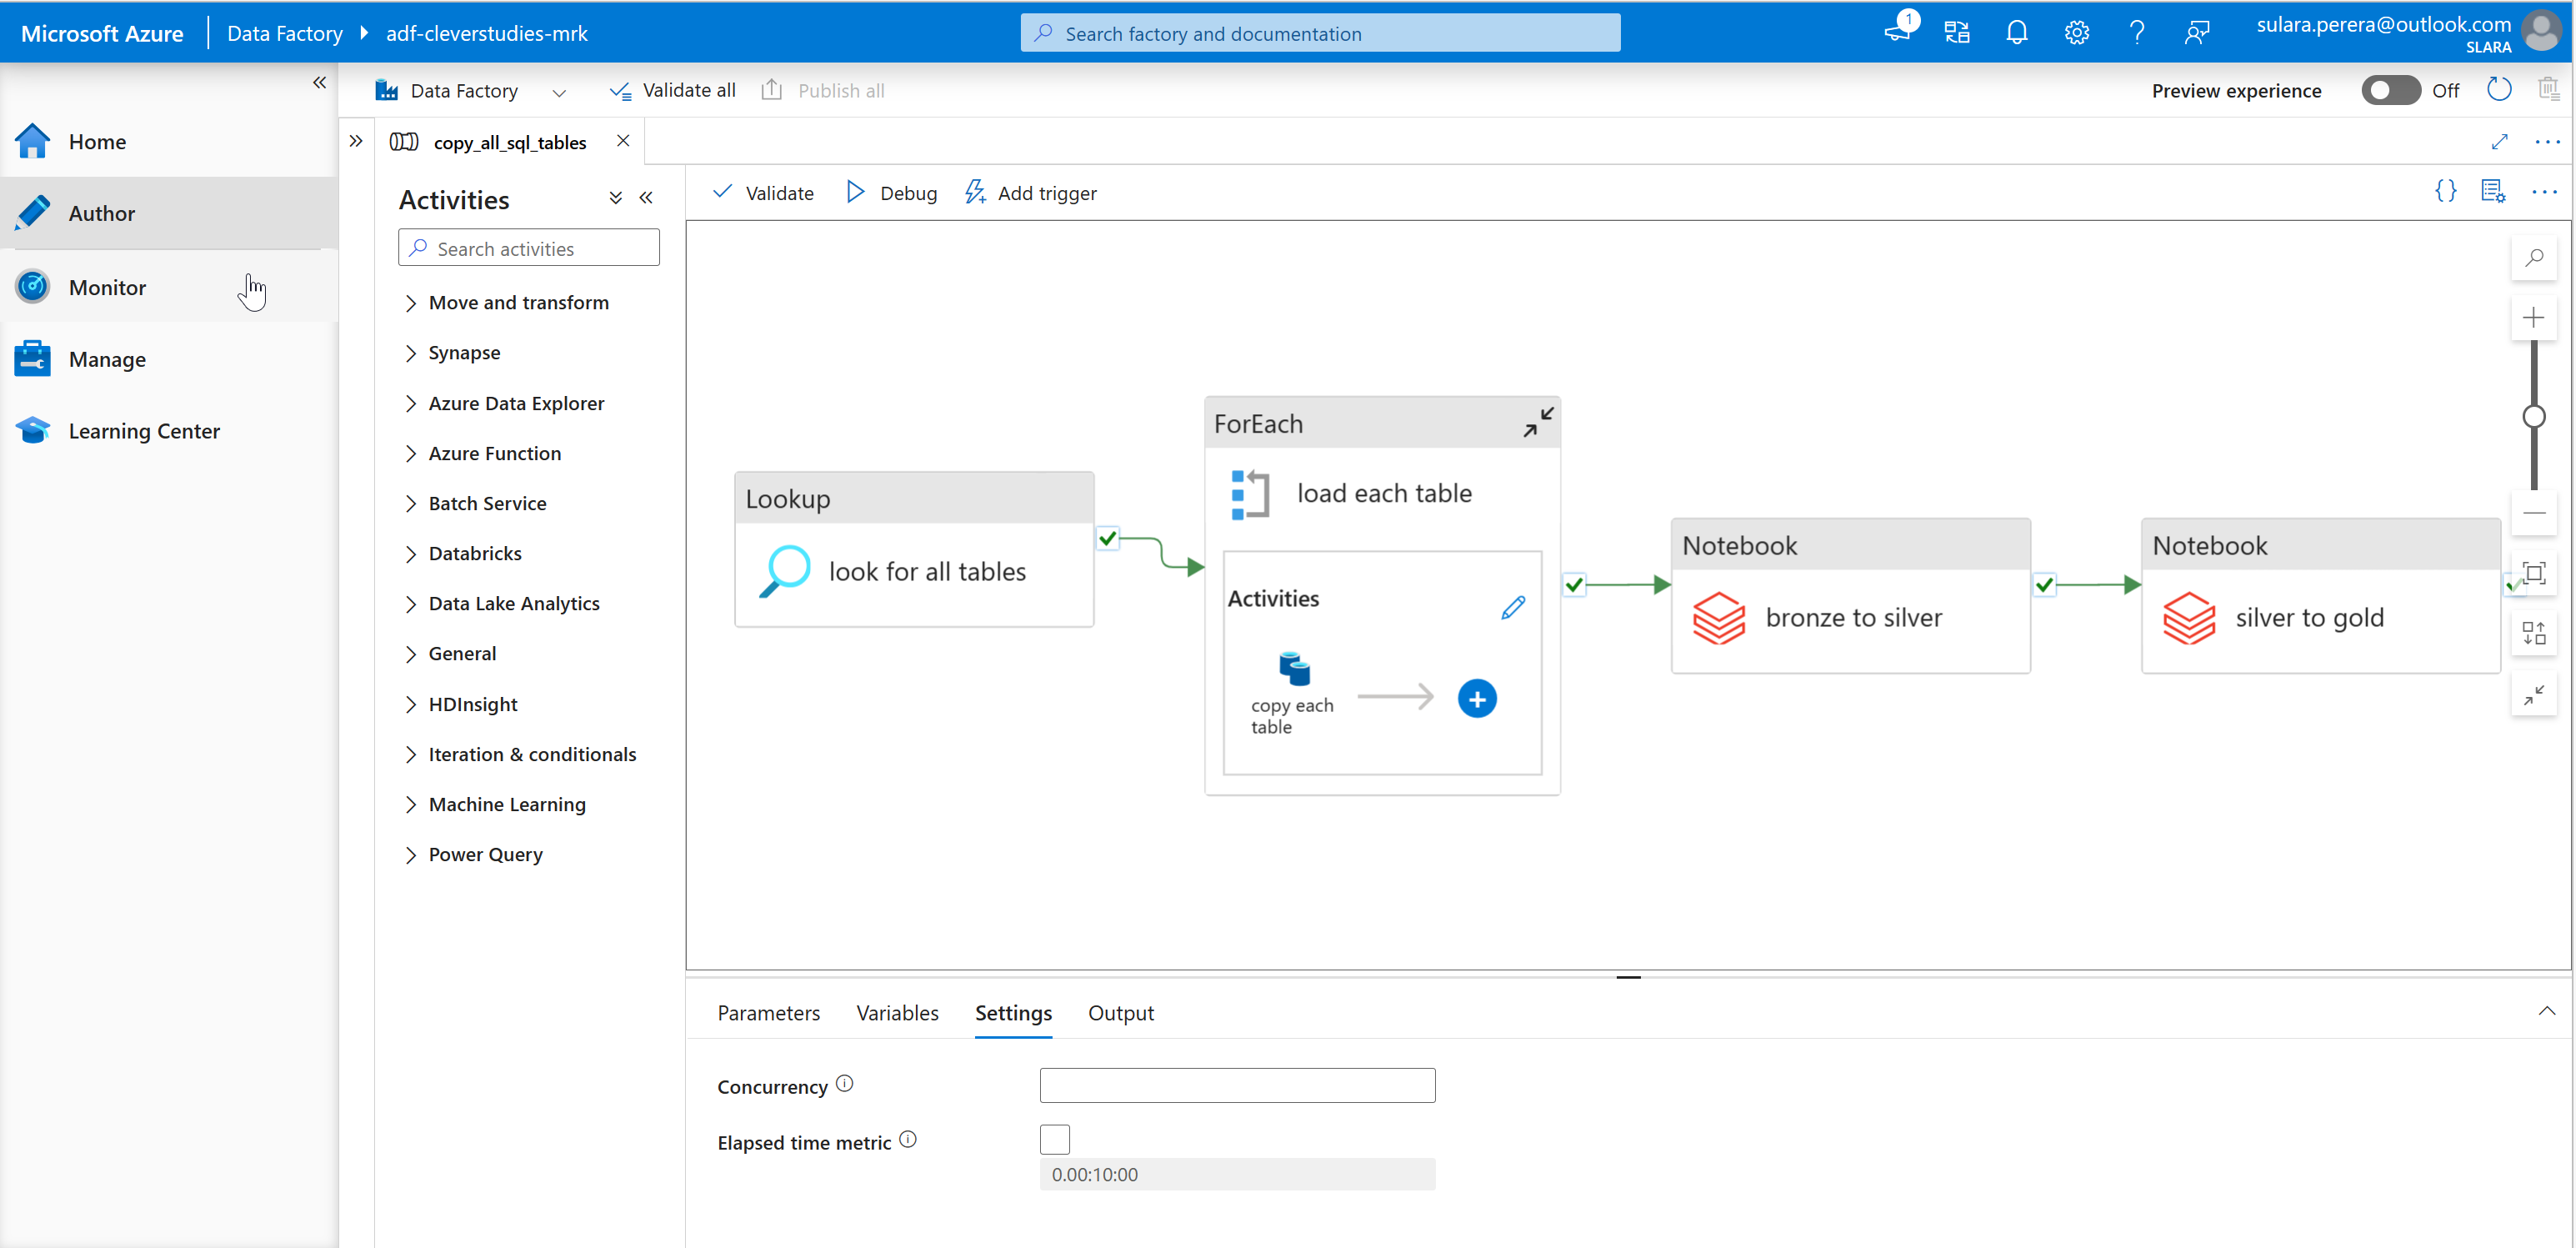 Microsoft Azure
Data Factory
adf-cleverstudies-mrk
Search factory and documentation
1
sulara.perera@outlook.com
SLARA
Home
Author
Monitor
Manage
Learning Center
Data Factory
Validate all
Publish all
Preview experience
Off
copy_all_sql_tables
Activities
Search activities
Move and transform
Synapse
Azure Data Explorer
Azure Function
Batch Service
Databricks
Data Lake Analytics
General
HDInsight
Iteration & conditionals
Machine Learning
Power Query
Validate
Debug
Add trigger
Lookup
look for all tables
ForEach
load each table
Activities
copy each
table
Notebook
bronze to silver
Notebook
silver to gold
Parameters
Variables
Settings
Output
Concurrency
Elapsed time metric
0.00:10:00